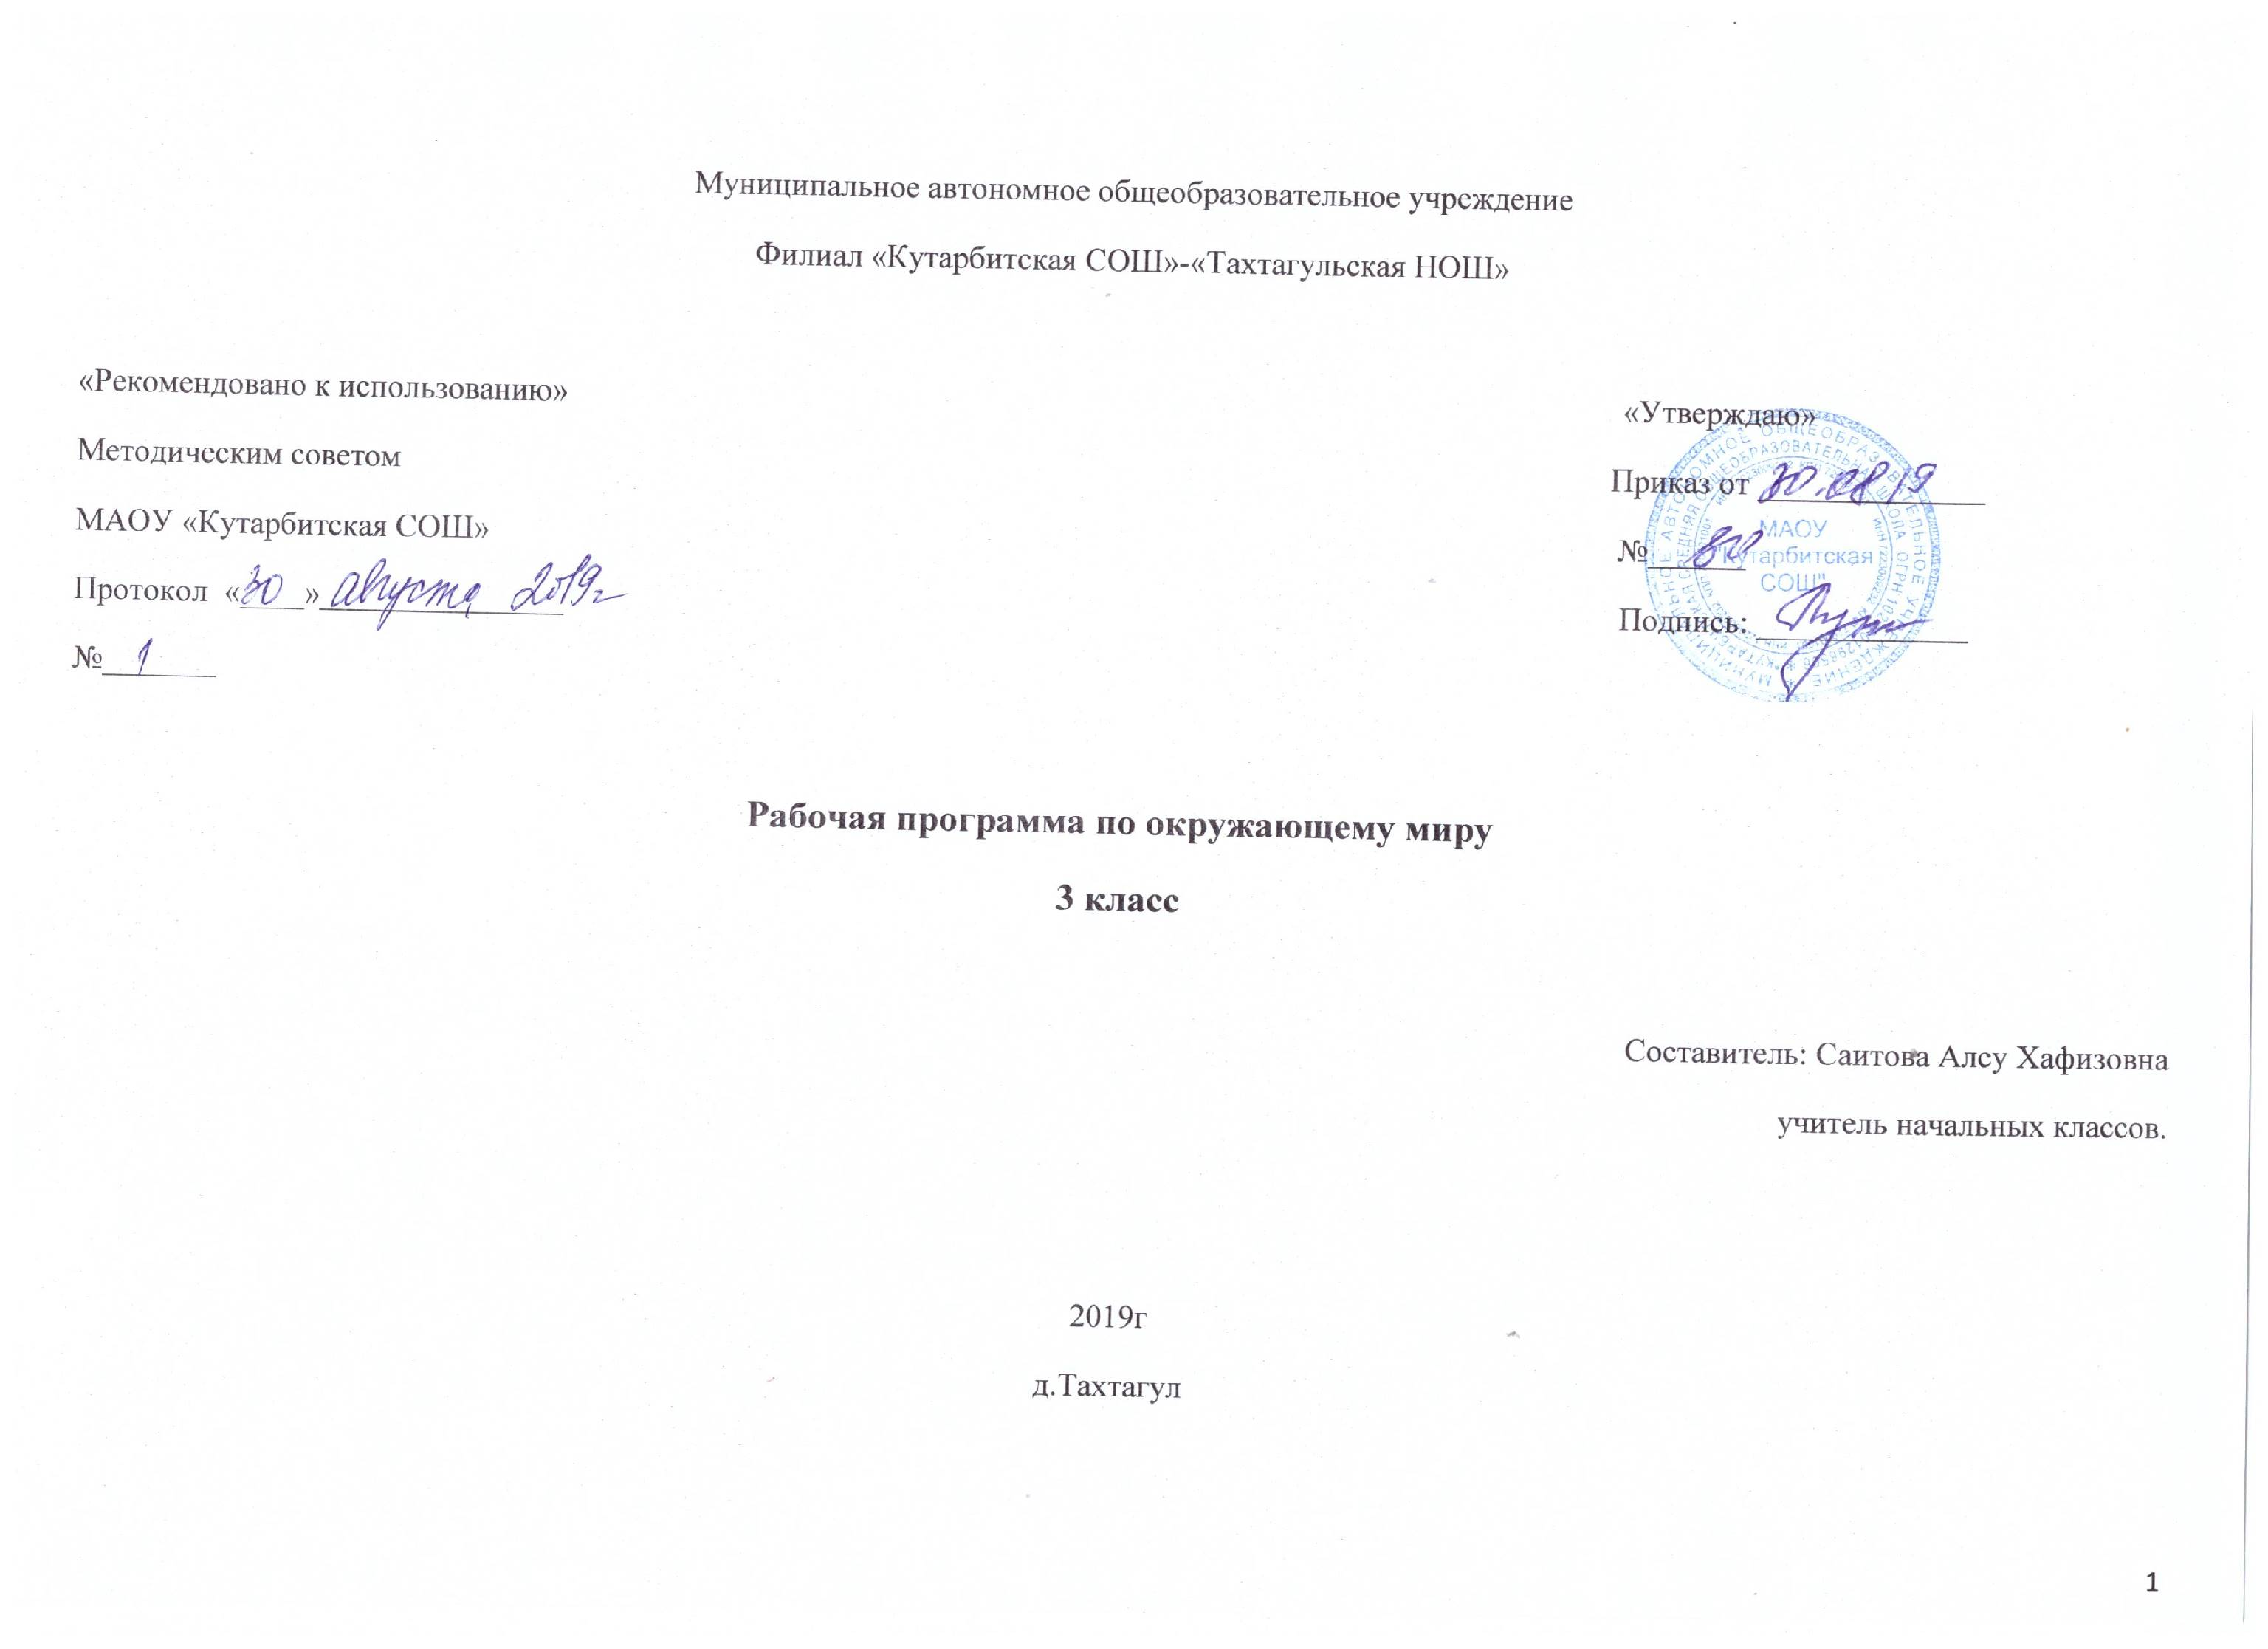 Муниципальное автономное общеобразовательное учреждение
Филиал «Кутарбитская СОШ»-«Тахтагульская НОШ»
«Рекомендовано к использованию»
Методическим советом
МАОУ «Кутарбитская СОШ»
Протокол «30» августа 2019г
№ 1
«Утверждаю»
Приказ от 30.08.19
№
Подпись:
МАОУ
"Кутарбитская
СОШ"
Рабочая программа по окружающему миру
3 класс
Составитель: Саитова Алсу Хафизовна
учитель начальных классов.
2019г
д.Тахтагул
1